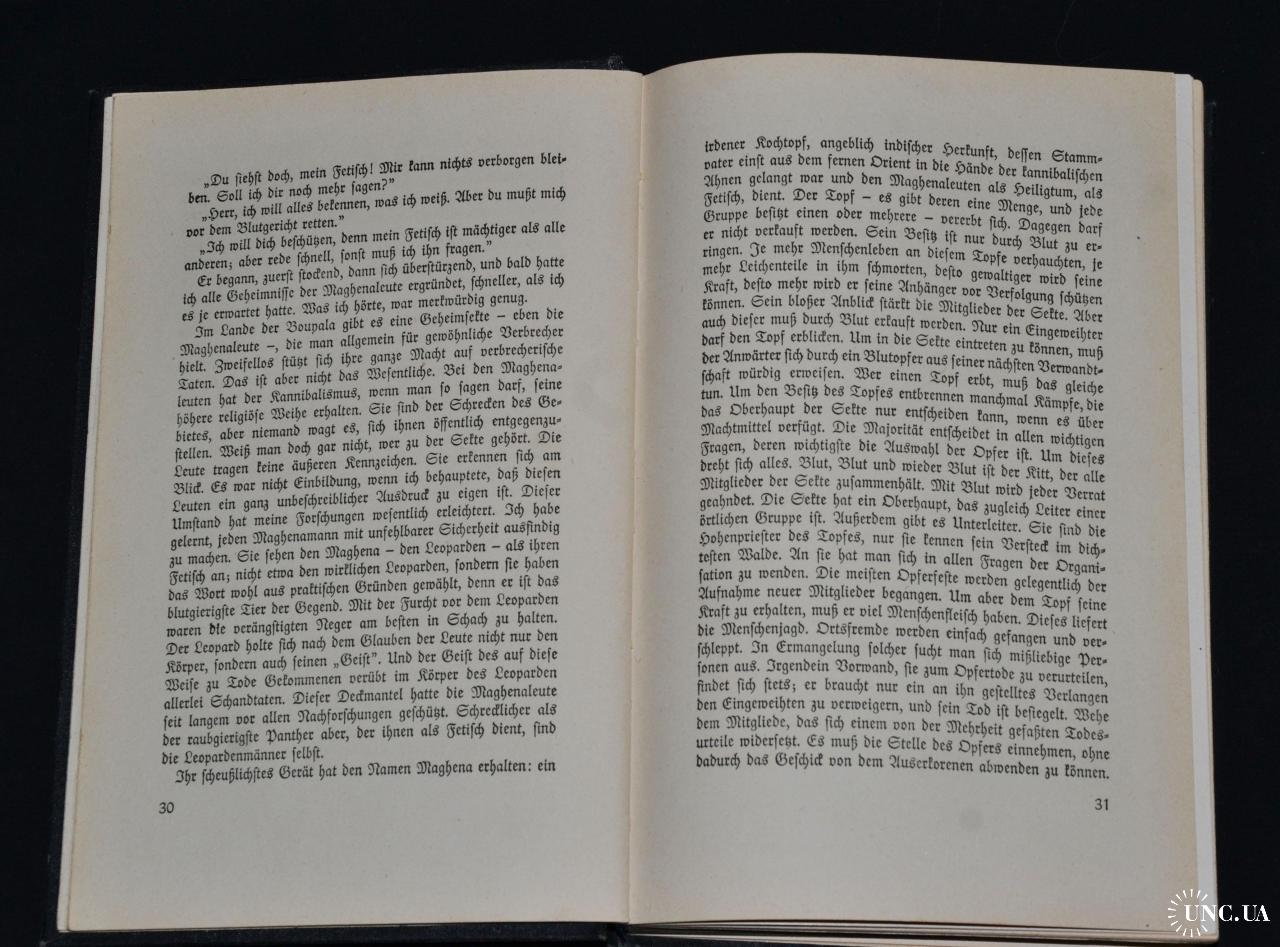 „Du siehst doch, mein Fetisch! Mir kann nichts verborgen blei-
ben. Soll ich dir noch mehr sagen?"
„Herr, ich will alles bekennen, was ich weiß. Aber du mußt mich
vor dem Blutgericht retten."
„Ich will dich beschützen, denn mein Fetisch ist mächtiger als alle
anderen; aber rede schnell, sonst muß ich ihn fragen."
Er begann, zuerst stockend, dann sich überstürzend, und bald hatte
ich alle Geheimnisse der Maghenaleute ergründet, schneller, als ich
es je erwartet hatte. Was ich hörte, war merkwürdig genug.
Im Lande der Boupala gibt es eine Geheimsekte – eben die
Maghenaleute –, die man allgemein für gewöhnliche Verbrecher
hielt. Zweifellos stützt sich ihre ganze Macht auf verbrecherische
Taten. Das ist aber nicht das Wesentliche. Bei den Maghena-
leuten hat der Kannibalismus, wenn man so sagen darf, seine
höhere religiöse Weihe erhalten. Sie sind der Schrecken des Ge-
bietes, aber niemand wagt es, sich ihnen öffentlich entgegenzu-
stellen. Weiß man doch gar nicht, wer zu der Sekte gehört. Die
Leute tragen keine äußeren Kennzeichen. Sie erkennen sich am
Blick. Es war nicht Einbildung, wenn ich behauptete, daß diesen
Leuten ein ganz unbeschreiblicher Ausdruck zu eigen ist. Dieser
Umstand hat meine Forschungen wesentlich erleichtert. Ich habe
gelernt, jeden Maghenamann mit unfehlbarer Sicherheit ausfindig
zu machen. Sie sehen den Maghena – den Leoparden – als ihren
Fetisch an; nicht etwa den wirklichen Leoparden, sondern sie haben
das Wort wohl aus praktischen Gründen gewählt, denn er ist das
blutgierigste Tier der Gegend. Mit der Furcht vor dem Leoparden
waren die verängstigten Neger am besten in Schach zu halten.
Der Leopard holte sich nach dem Glauben der Leute nicht nur den
Körper, sondern auch seinen „Geist". Und der Geist des auf diese
Weise zu Tode Gekommenen verübt im Körper des Leoparden
allerlei Schandtaten. Dieser Deckmantel hatte die Maghenaleute
seit langem vor allen Nachforschungen geschützt. Schrecklicher als
der raubgierigste Panther aber, der ihnen als Fetisch dient, sind
die Leopardenmänner selbst.
Ihr scheußlichstes Gerät hat den Namen Maghena erhalten: ein
30
irdener Kochtopf, angeblich indischer Herkunft, dessen Stamm-
vater einst aus dem fernen Orient in die Hände der kannibalischen
Ahnen gelangt war und den Maghenaleuten als Heiligtum, als
Fetisch, dient. Der Topf – es gibt deren eine Menge, und jede
Gruppe besitzt einen oder mehrere – vererbt sich. Dagegen darf
er nicht verkauft werden. Sein Besitz ist nur durch Blut zu er-
ringen. Je mehr Menschenleben an diesem Topfe verhauchten, je
mehr Leichenteile in ihm schmorten, desto gewaltiger wird seine
Kraft, desto mehr wird er seine Anhänger vor Verfolgung schützen
können. Sein bloßer Anblick stärkt die Mitglieder der Sekte. Aber
auch dieser muß durch Blut erkauft werden. Nur ein Eingeweihter
darf den Topf erblicken. Um in die Sekte eintreten zu können, muß
der Anwärter sich durch ein Blutopfer aus seiner nächsten Verwandt-
schaft würdig erweisen. Wer einen Topf erbt, muß das gleiche
tun. Um den Besitz des Topfes entbrennen manchmal Kämpfe, die
das Oberhaupt der Sekte nur entscheiden kann, wenn es über
Machtmittel verfügt. Die Majorität entscheidet in allen wichtigen
Fragen, deren wichtigste die Auswahl der Opfer ist. Um dieses
dreht sich alles. Blut, Blut und wieder Blut ist der Kitt, der alle
Mitglieder der Sekte zusammenhält. Mit Blut wird jeder Verrat
geahndet. Die Sekte hat ein Oberhaupt, das zugleich Leiter einer
örtlichen Gruppe ist. Außerdem gibt es Unterleiter. Sie sind die
Hohenpriester des Topfes, nur sie kennen sein Versteck im dich-
testen Walde. An sie hat man sich in allen Fragen der Organi-
sation zu wenden. Die meisten Opferfeste werden gelegentlich der
Aufnahme neuer Mitglieder begangen. Um aber dem Topf seine
Kraft zu erhalten, muß er viel Menschenfleisch haben. Dieses liefert
die Menschenjagd. Ortsfremde werden einfach gefangen und ver-
schleppt. In Ermangelung solcher sucht man sich mißliebige Per-
sonen aus. Irgendein Vorwand, sie zum Opfertode zu verurteilen,
findet sich stets; er braucht nur ein an ihn gestelltes Verlangen
den Eingeweihten zu verweigern, und sein Tod ist besiegelt. Wehe
dem Mitgliede, das sich einem von der Mehrheit gefaßten Todes-
urteile widersetzt. Es muß die Stelle des Opfers einnehmen, ohne
dadurch das Geschick von dem Auserkorenen abwenden zu können.
31
UNC.UA